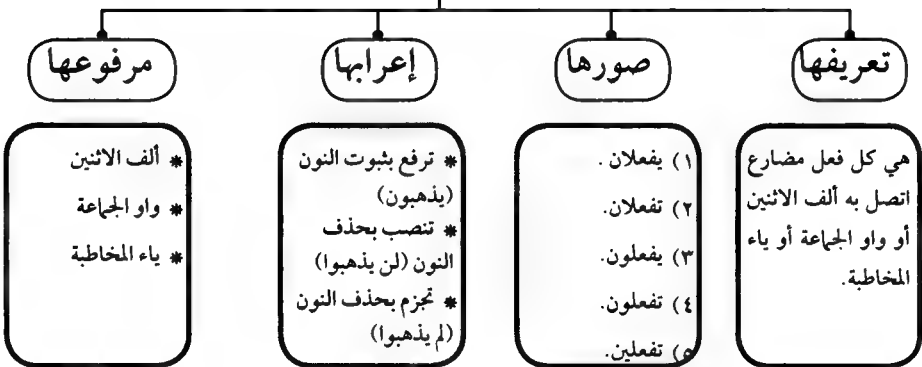 تعريفها
هي كل فعل مضارع
اتصل به ألف الاثنين
أو واو الجماعة أو ياء
المخاطبة.
صورها
١) يفعلان.
٢) تفعلان.
٣) يفعلون.
٤) تفعلون.
٥) تفعلين.
إعرابها
* ترفع بثبوت النون
(يذهبون)
* تنصب بحذف
النون (لن يذهبوا)
* تجزم بحذف النون
(لم يذهبوا)
مرفوعها
* ألف الاثنين
* واو الجماعة
* ياء المخاطبة